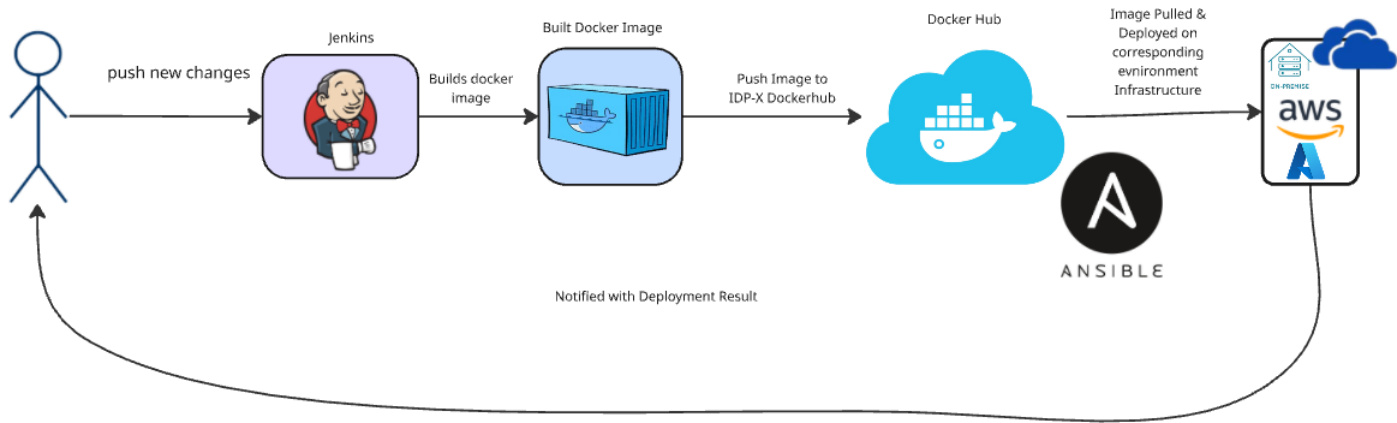 push new changes
Jenkins
Builds docker
image
Built Docker Image
Push Image to
IDP-X Dockerhub
Docker Hub
Image Pulled &
Deployed on
corresponding
evnironment
Infrastructure
ON-PREMISE
aws
ANSIBLE
Notified with Deployment Result